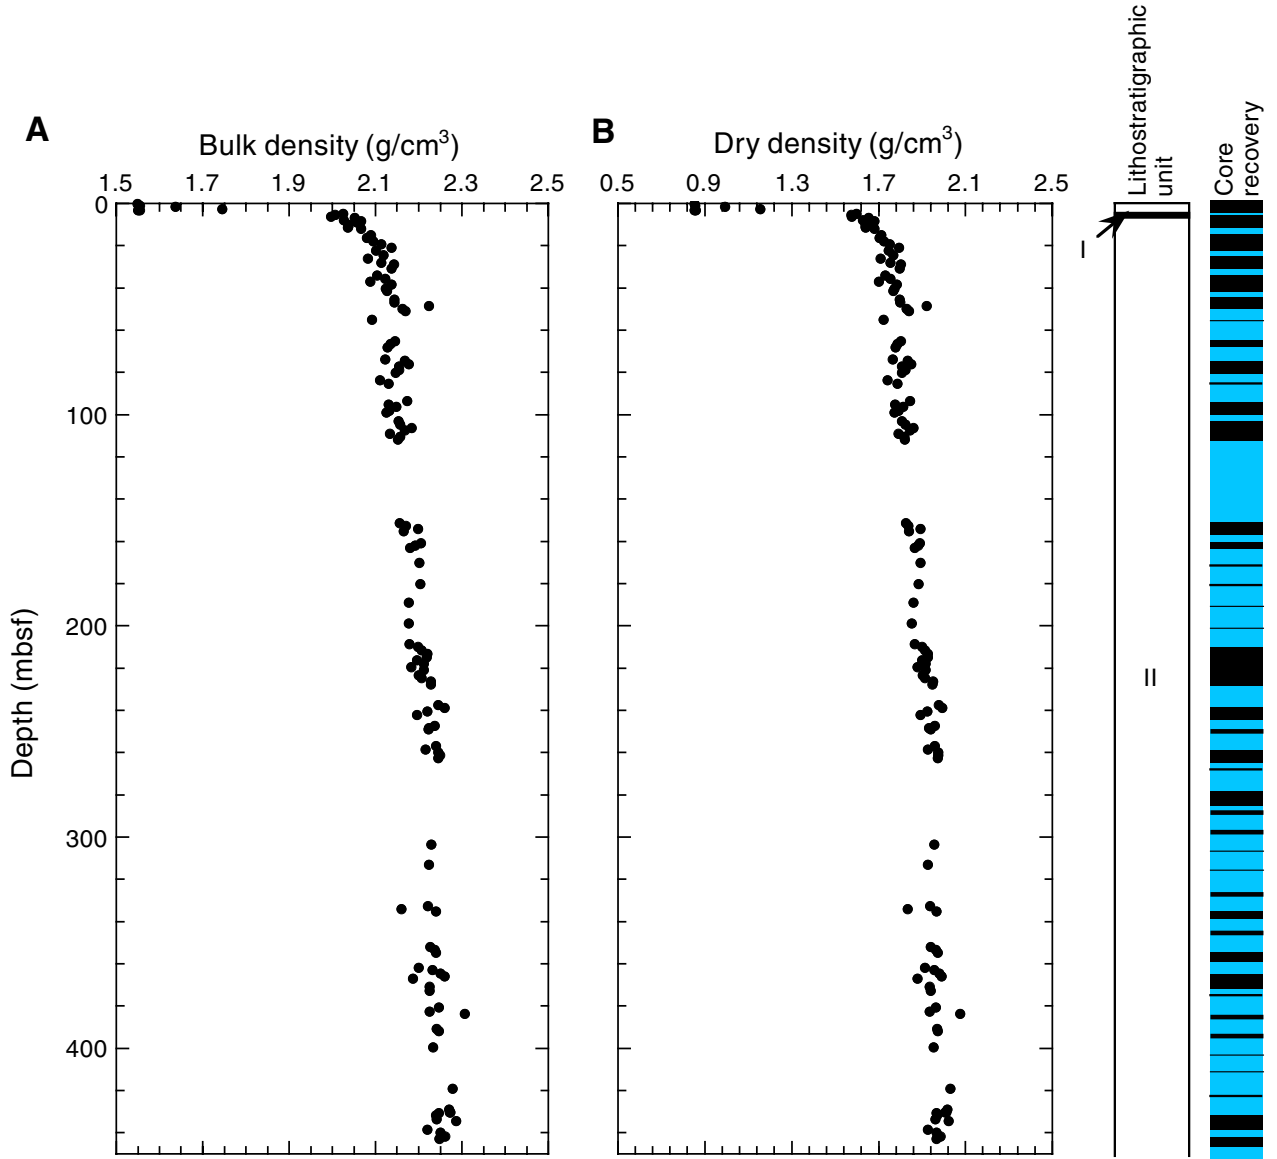 Lithostratigraphic
unit
Core
recovery
A
Bulk density (g/cm³)
B
Dry density (g/cm³)
1.5 1.7 1.9 2.1 2.3 2.5
0.5 0.9 1.3 1.7 2.1 2.5
0
I
100
200
II
Depth (mbsf)
300
400